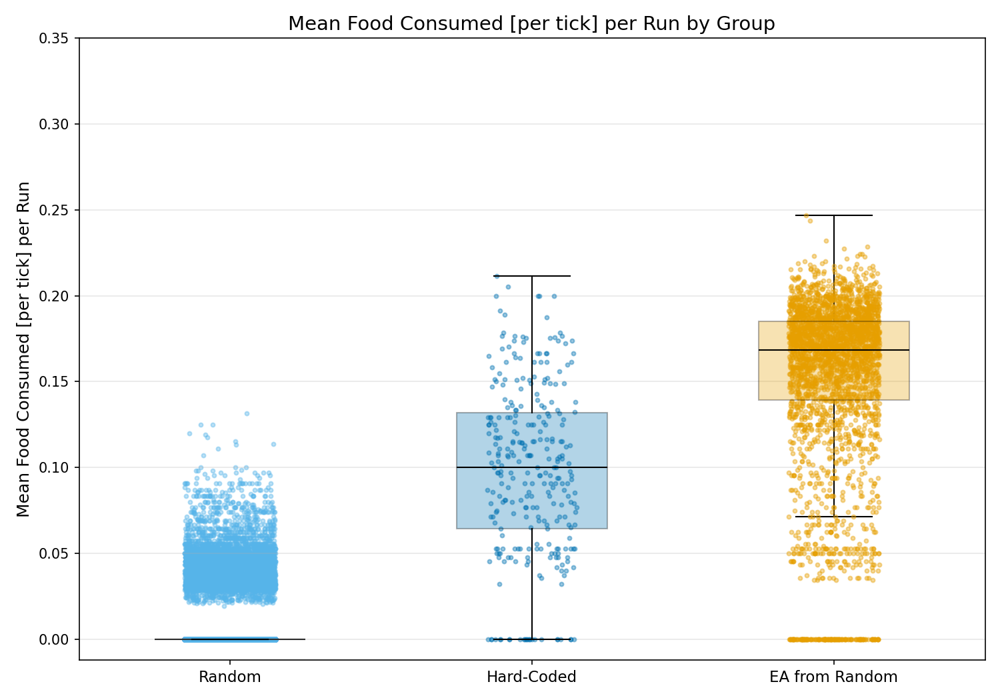 Mean Food Consumed [per tick] per Run by Group
Mean Food Consumed [per tick] per Run
0.35
0.30
0.25
0.20
0.15
0.10
0.05
0.00
Random
Hard-Coded
EA from Random